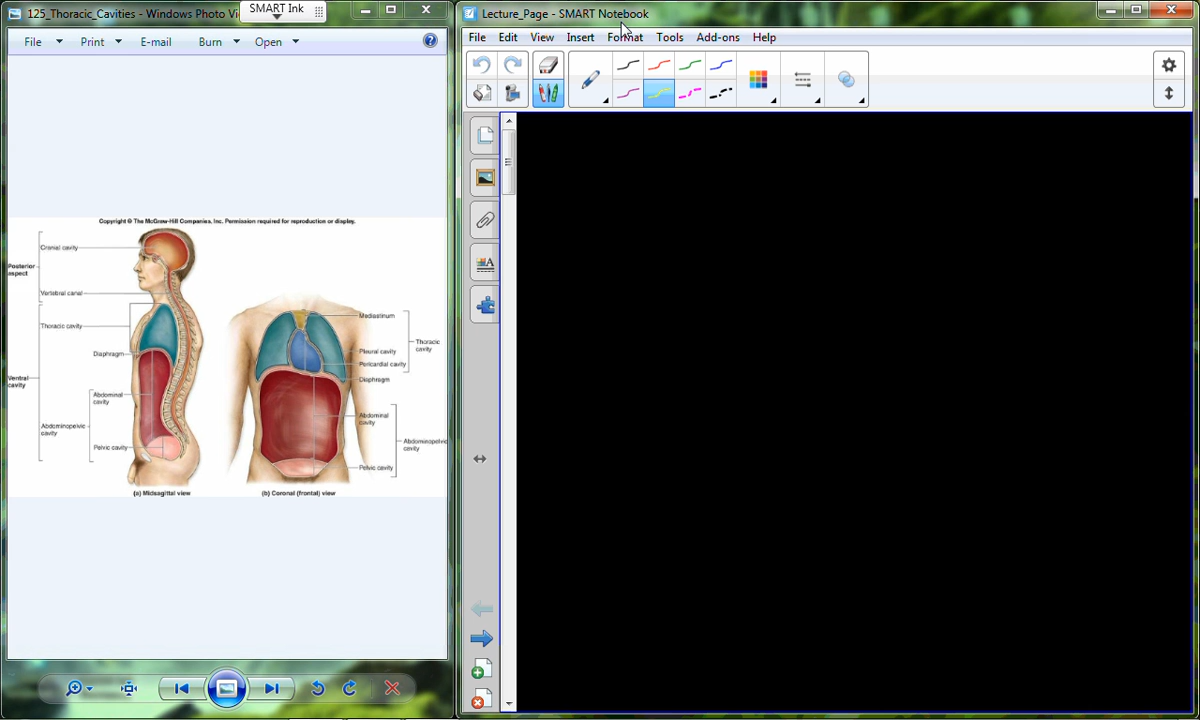 125_Thoracic_Cavities - Windows Photo Vi
SMART Ink
File Print E-mail Burn Open
Copyright © The McGraw-Hill Companies, Inc. Permission required for reproduction or display.
Cranial cavity
Posterior
aspect
Vertebral canal
Thoracic cavity
Diaphragm
Ventral
cavity
Abdominal
cavity
Abdominopelvic
cavity
Pelvic cavity
(a) Midsagittal view
Mediastinum
Thoracic
cavity
Pleural cavity
Pericardial cavity
Diaphragm
Abdominal
cavity
Abdominopelvic
cavity
Pelvic cavity
(b) Coronal (frontal) view
Lecture_Page - SMART Notebook
File Edit View Insert Format Tools Add-ons Help